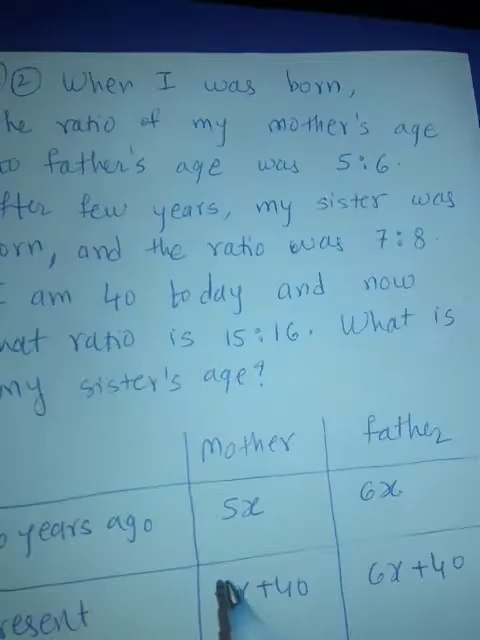 ② When I was born,
he ratio of my mother's age
to father's age was 5:6.
fter few years, my sister was
orn, and the ratio was 7:8.
I am 40 today and now
hat ratio is 15:16. What is
my sister's age?
Mother father
0 years ago 5x 6x
resent x+40 6x+40